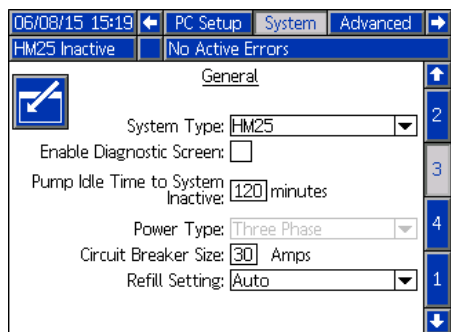 06/08/15 15:19 PC Setup System Advanced
HM25 Inactive No Active Errors
General
System Type: HM25
Enable Diagnostic Screen:
Pump Idle Time to System
Inactive: 120 minutes
Power Type: Three Phase
Circuit Breaker Size: 30 Amps
Refill Setting: Auto
2
3
4
1